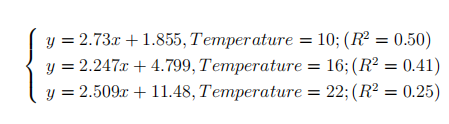 y = 2.73x + 1.855, Temperature = 10; (R² = 0.50)
y = 2.247x + 4.799, Temperature = 16; (R² = 0.41)
y = 2.509x + 11.48, Temperature = 22; (R² = 0.25)